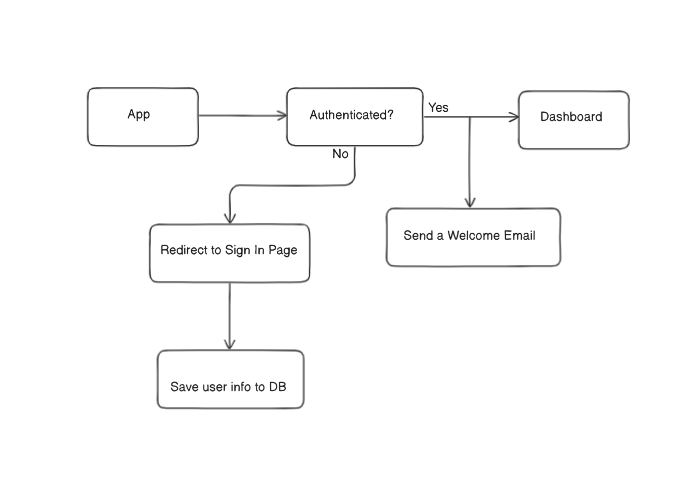 App
Authenticated?
Yes
Dashboard
No
Send a Welcome Email
Redirect to Sign In Page
Save user info to DB